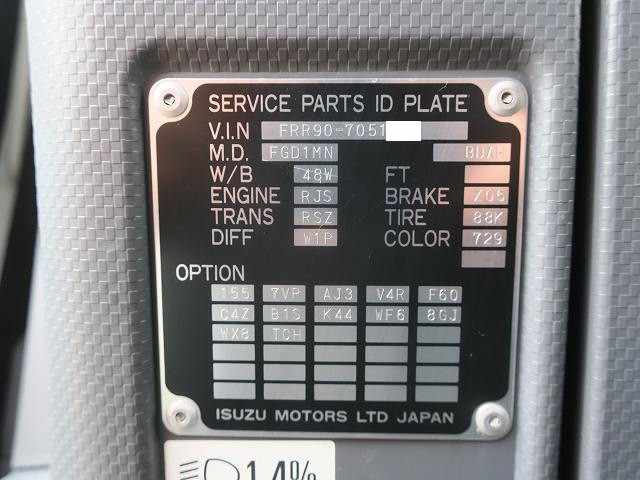 SERVICE PARTS ID PLATE
V.I.N FRR90-7051
M.D. FGD1MN
W/B 48W FT
ENGINE RJS BRAKE Z05
TRANS RSZ TIRE 88K
DIFF W1P COLOR 729
OPTION
155 7VP AJ3 V4R F60
C4Z B1S K44 WF6 8GJ
WX8 TCH
ISUZU MOTORS LTD JAPAN
1.4%